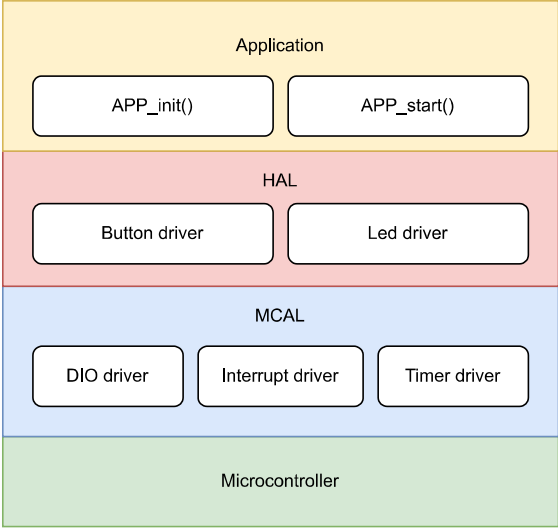 Application
APP_init()
APP_start()
HAL
Button driver
Led driver
MCAL
DIO driver
Interrupt driver
Timer driver
Microcontroller